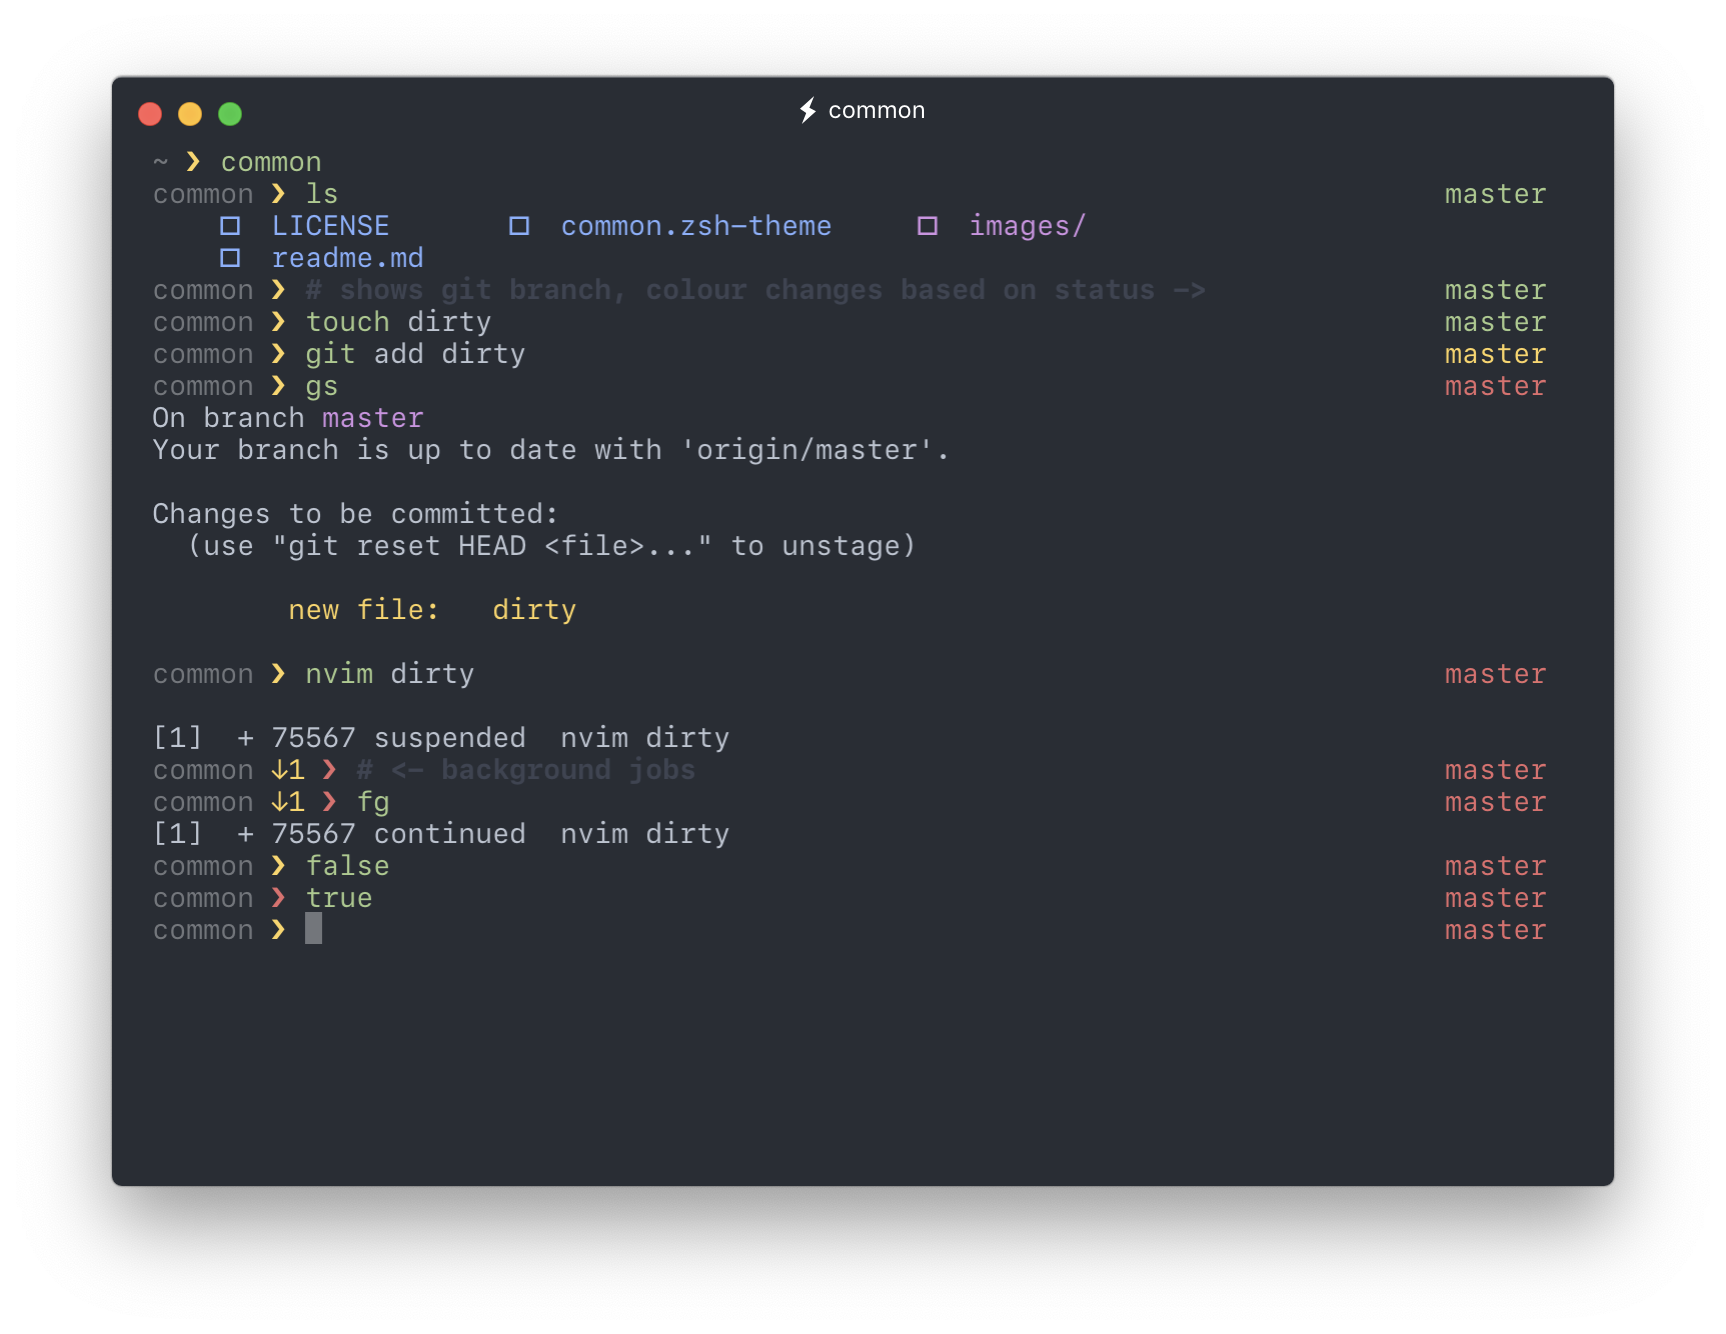 ⚡ common
~ ❯ common
common ❯ ls master
□ LICENSE □ common.zsh-theme □ images/
□ readme.md
common ❯ # shows git branch, colour changes based on status -> master
common ❯ touch dirty master
common ❯ git add dirty master
common ❯ gs master
On branch master
Your branch is up to date with 'origin/master'.
Changes to be committed:
(use "git reset HEAD <file>..." to unstage)
new file: dirty
common ❯ nvim dirty master
[1] + 75567 suspended nvim dirty
common ↓1 ❯ # <- background jobs master
common ↓1 ❯ fg master
[1] + 75567 continued nvim dirty
common ❯ false master
common ❯ true master
common ❯ master